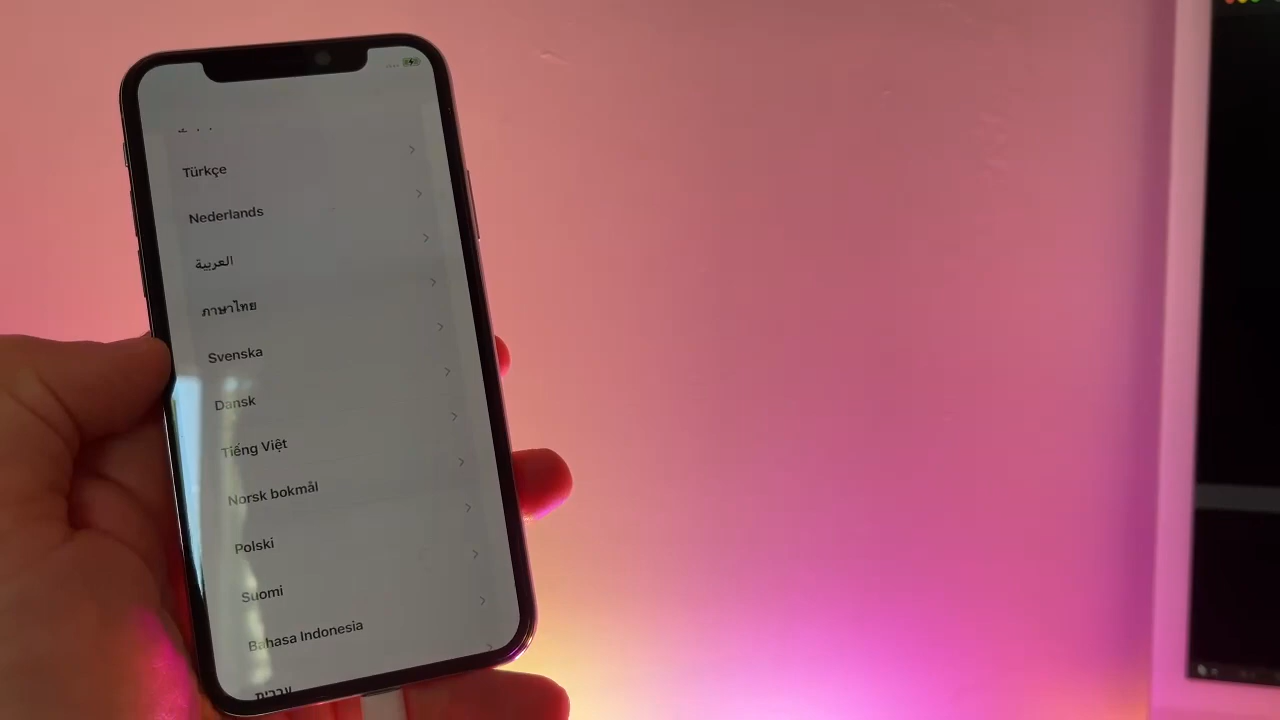 Türkçe
Nederlands
العربية
ภาษาไทย
Svenska
Dansk
Tiếng Việt
Norsk bokmål
Polski
Suomi
Bahasa Indonesia
עברית